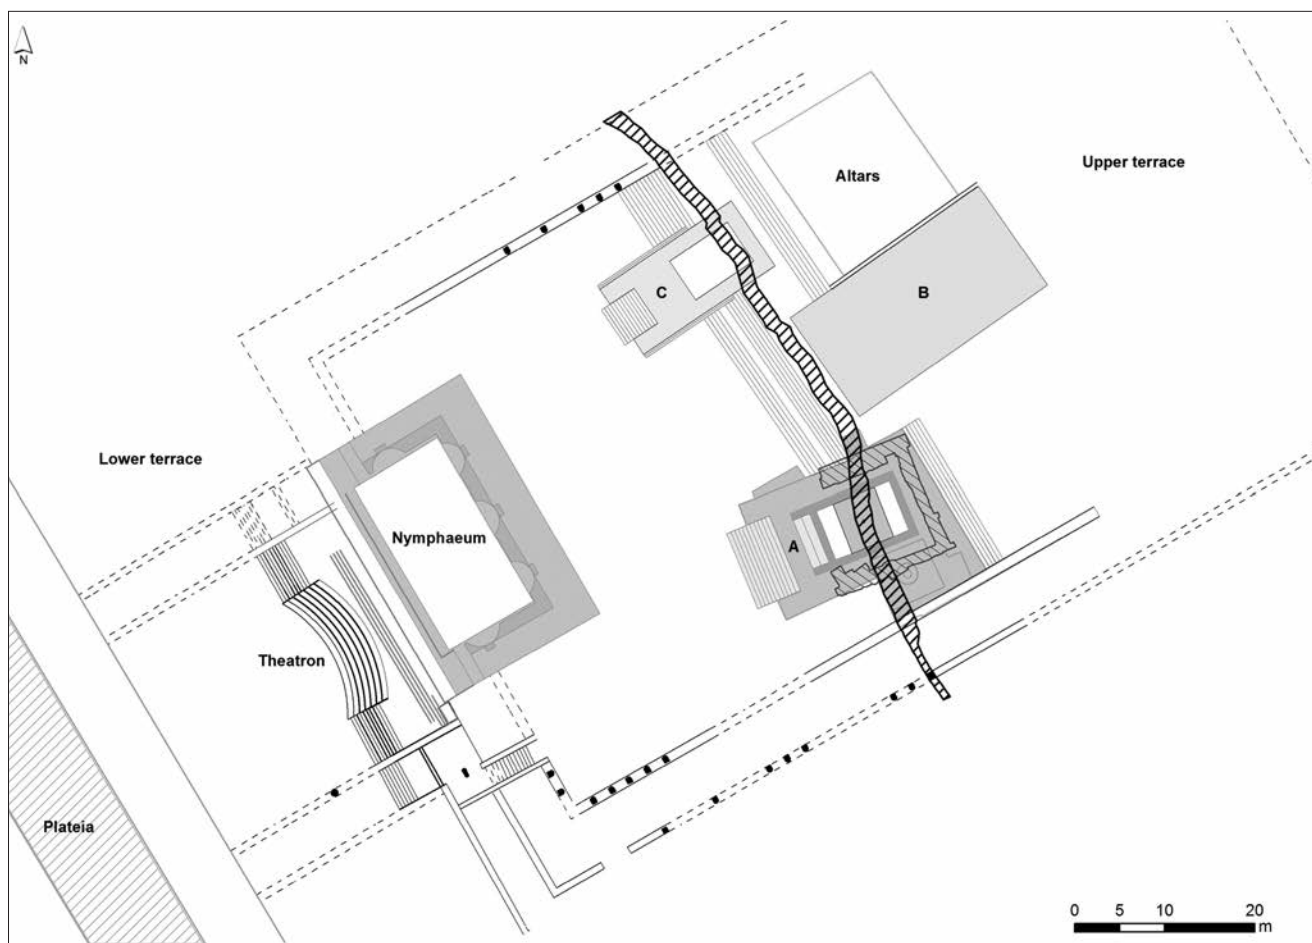 N
Altars
Upper terrace
C
B
Lower terrace
Nymphaeum
A
Theatron
Plateia
0 5 10 20
m